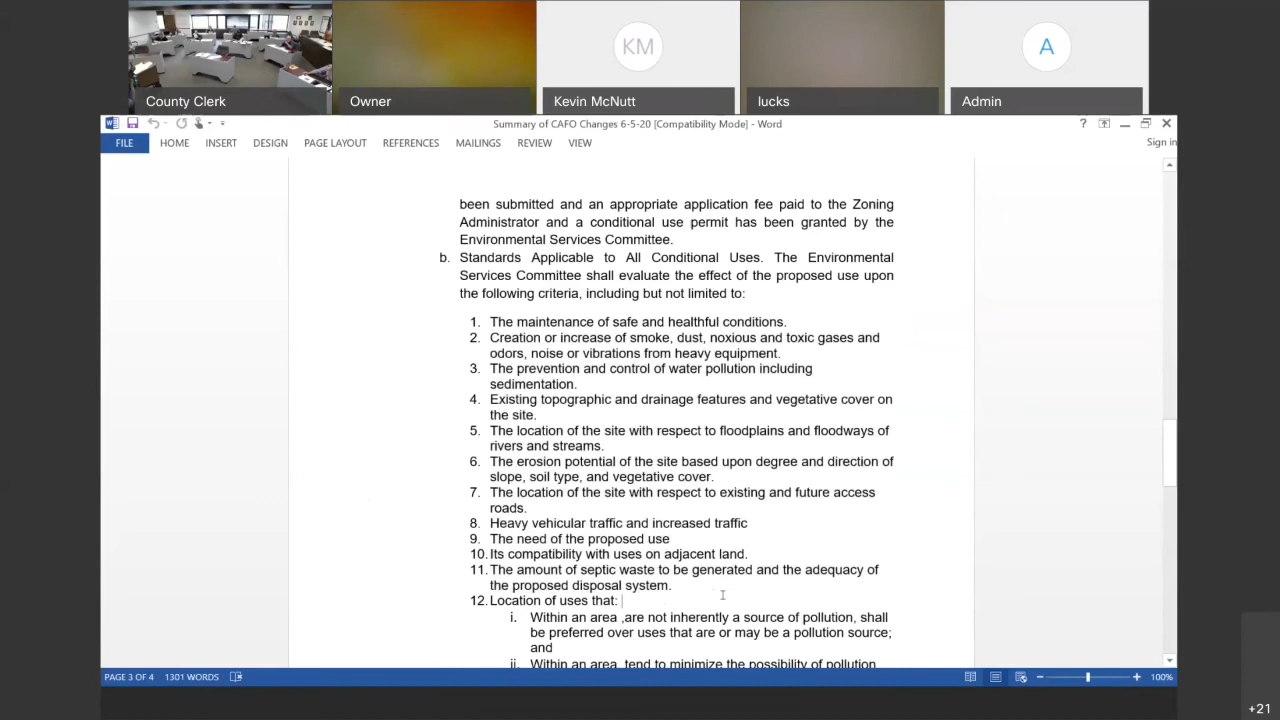 KM
A
County Clerk
Owner
Kevin McNutt
lucks
Admin
Summary of CAFO Changes 6-5-20 [Compatibility Mode] - Word
?
FILE HOME INSERT DESIGN PAGE LAYOUT REFERENCES MAILINGS REVIEW VIEW
Sign in
been submitted and an appropriate application fee paid to the Zoning
Administrator and a conditional use permit has been granted by the
Environmental Services Committee.
b. Standards Applicable to All Conditional Uses. The Environmental
Services Committee shall evaluate the effect of the proposed use upon
the following criteria, including but not limited to:
1. The maintenance of safe and healthful conditions.
2. Creation or increase of smoke, dust, noxious and toxic gases and
odors, noise or vibrations from heavy equipment.
3. The prevention and control of water pollution including
sedimentation.
4. Existing topographic and drainage features and vegetative cover on
the site.
5. The location of the site with respect to floodplains and floodways of
rivers and streams.
6. The erosion potential of the site based upon degree and direction of
slope, soil type, and vegetative cover.
7. The location of the site with respect to existing and future access
roads.
8. Heavy vehicular traffic and increased traffic
9. The need of the proposed use
10. Its compatibility with uses on adjacent land.
11. The amount of septic waste to be generated and the adequacy of
the proposed disposal system.
12. Location of uses that:
i. Within an area ,are not inherently a source of pollution, shall
be preferred over uses that are or may be a pollution source;
and
ii. Within an area, tend to minimize the possibility of pollution
PAGE 3 OF 4 1301 WORDS
100%
+21